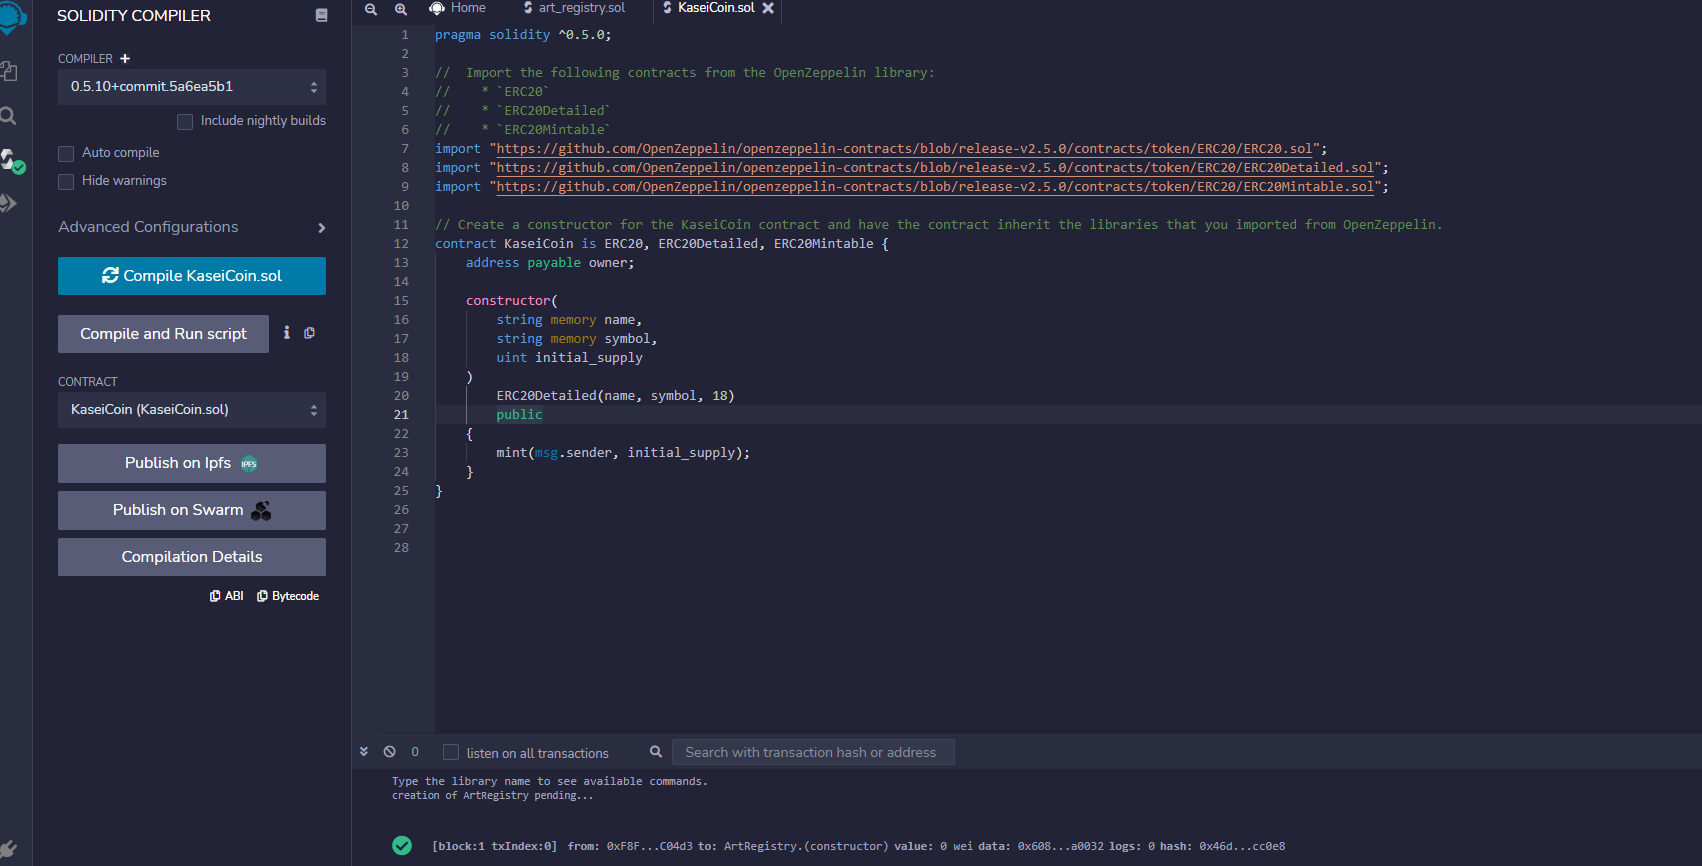 SOLIDITY COMPILER
COMPILER +
0.5.10+commit.5a6ea5b1
Include nightly builds
Auto compile
Hide warnings
Advanced Configurations
Compile KaseiCoin.sol
Compile and Run script
CONTRACT
KaseiCoin (KaseiCoin.sol)
Publish on Ipfs IPFS
Publish on Swarm
Compilation Details
ABI Bytecode
Home art_registry.sol KaseiCoin.sol
1 pragma solidity ^0.5.0;
2
3 //  Import the following contracts from the OpenZeppelin library:
4 //    * `ERC20`
5 //    * `ERC20Detailed`
6 //    * `ERC20Mintable`
7 import "https://github.com/OpenZeppelin/openzeppelin-contracts/blob/release-v2.5.0/contracts/token/ERC20/ERC20.sol";
8 import "https://github.com/OpenZeppelin/openzeppelin-contracts/blob/release-v2.5.0/contracts/token/ERC20/ERC20Detailed.sol";
9 import "https://github.com/OpenZeppelin/openzeppelin-contracts/blob/release-v2.5.0/contracts/token/ERC20/ERC20Mintable.sol";
10
11 // Create a constructor for the KaseiCoin contract and have the contract inherit the libraries that you imported from OpenZeppelin.
12 contract KaseiCoin is ERC20, ERC20Detailed, ERC20Mintable {
13     address payable owner;
14
15     constructor(
16         string memory name,
17         string memory symbol,
18         uint initial_supply
19     )
20         ERC20Detailed(name, symbol, 18)
21         public
22     {
23         mint(msg.sender, initial_supply);
24     }
25 }
26
27
28
0 listen on all transactions Search with transaction hash or address
Type the library name to see available commands.
creation of ArtRegistry pending...
[block:1 txIndex:0] from: 0xF8F...C04d3 to: ArtRegistry.(constructor) value: 0 wei data: 0x608...a0032 logs: 0 hash: 0x46d...cc0e8